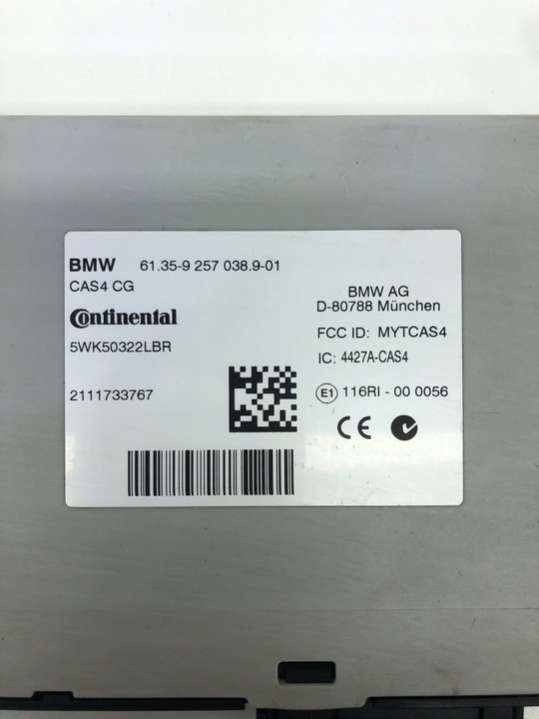 BMW 61.35-9 257 038.9-01
CAS4 CG
Continental
5WK50322LBR
2111733767
BMW AG
D-80788 München
FCC ID: MYTCAS4
IC: 4427A-CAS4
E1 116RI - 00 0056
CE